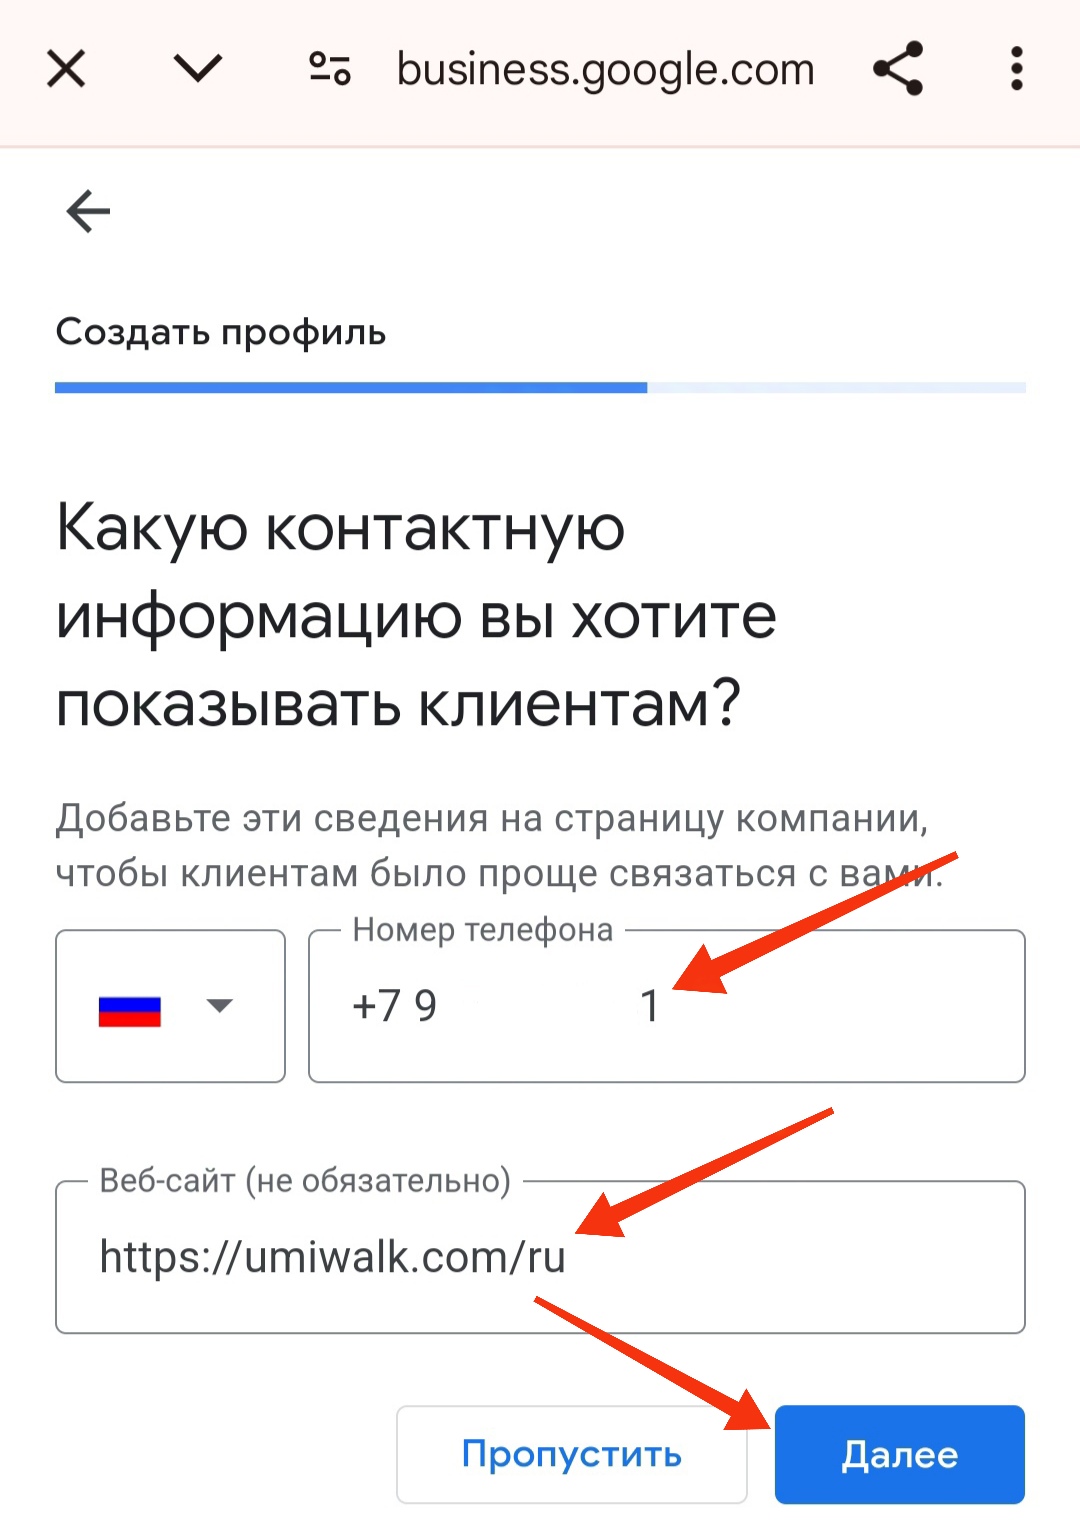 business.google.com
Создать профиль
Какую контактную
информацию вы хотите
показывать клиентам?
Добавьте эти сведения на страницу компании,
чтобы клиентам было проще связаться с вами.
Номер телефона
+7 9 1
Веб-сайт (не обязательно)
https://umiwalk.com/ru
Пропустить
Далее